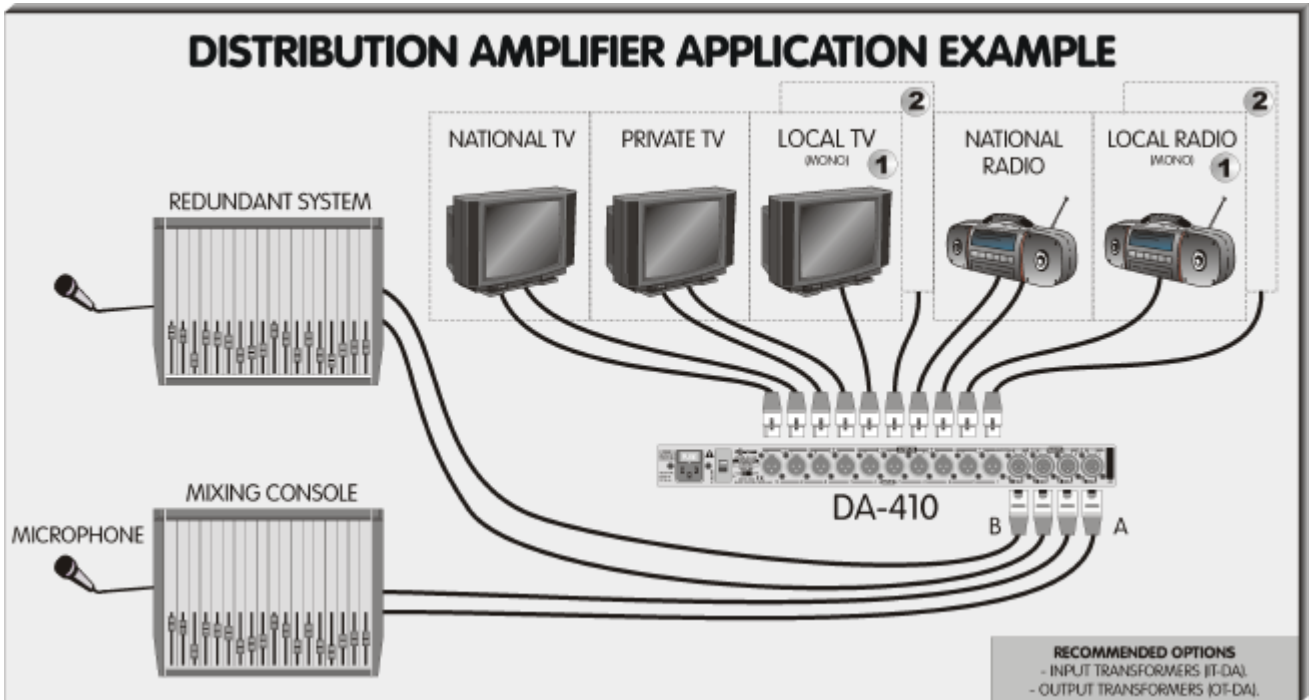 DISTRIBUTION AMPLIFIER APPLICATION EXAMPLE
2
2
NATIONAL TV
PRIVATE TV
LOCAL TV
(MONO)
1
NATIONAL
RADIO
LOCAL RADIO
(MONO)
1
REDUNDANT SYSTEM
DA-410
B
A
MIXING CONSOLE
MICROPHONE
RECOMMENDED OPTIONS
- INPUT TRANSFORMERS (IT-DA).
- OUTPUT TRANSFORMERS (OT-DA).